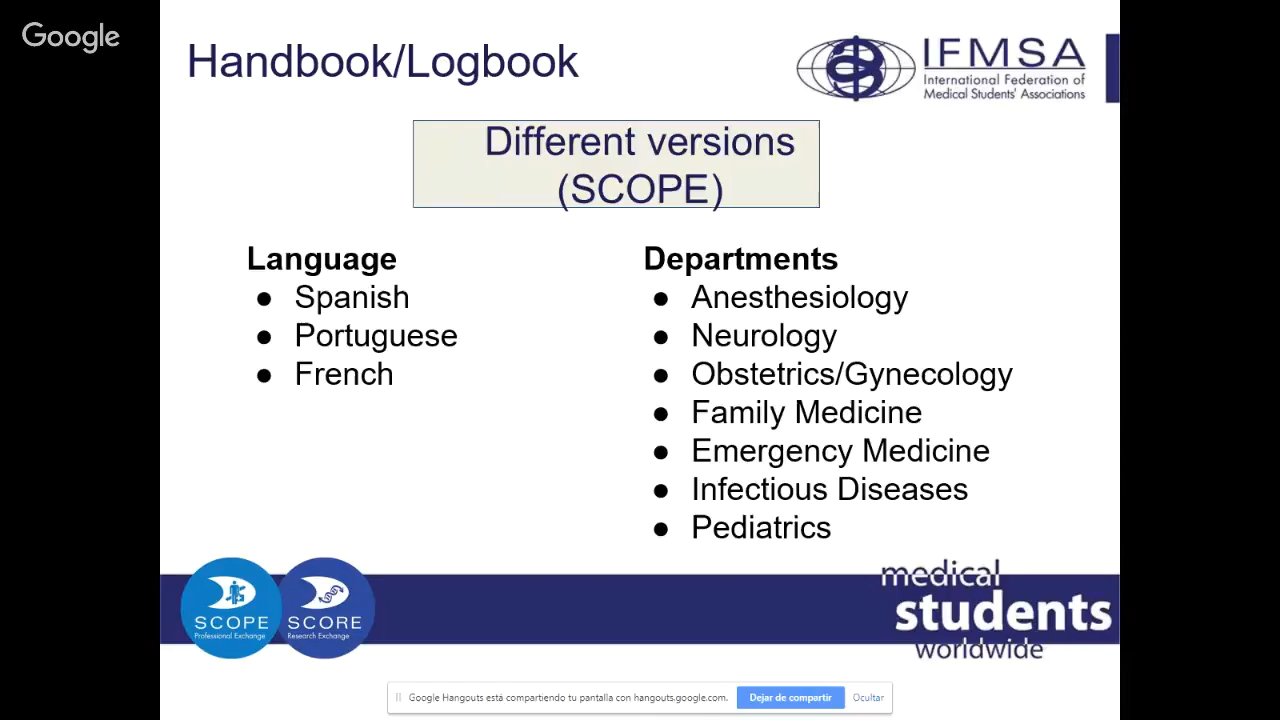 Google
Handbook/Logbook
IFMSA
International Federation of
Medical Students' Associations
Different versions
(SCOPE)
Language
● Spanish
● Portuguese
● French
Departments
● Anesthesiology
● Neurology
● Obstetrics/Gynecology
● Family Medicine
● Emergency Medicine
● Infectious Diseases
● Pediatrics
SCOPE
Professional Exchange
SCORE
Research Exchange
medical
students
worldwide
Google Hangouts está compartiendo tu pantalla con hangouts.google.com. Dejar de compartir Ocultar